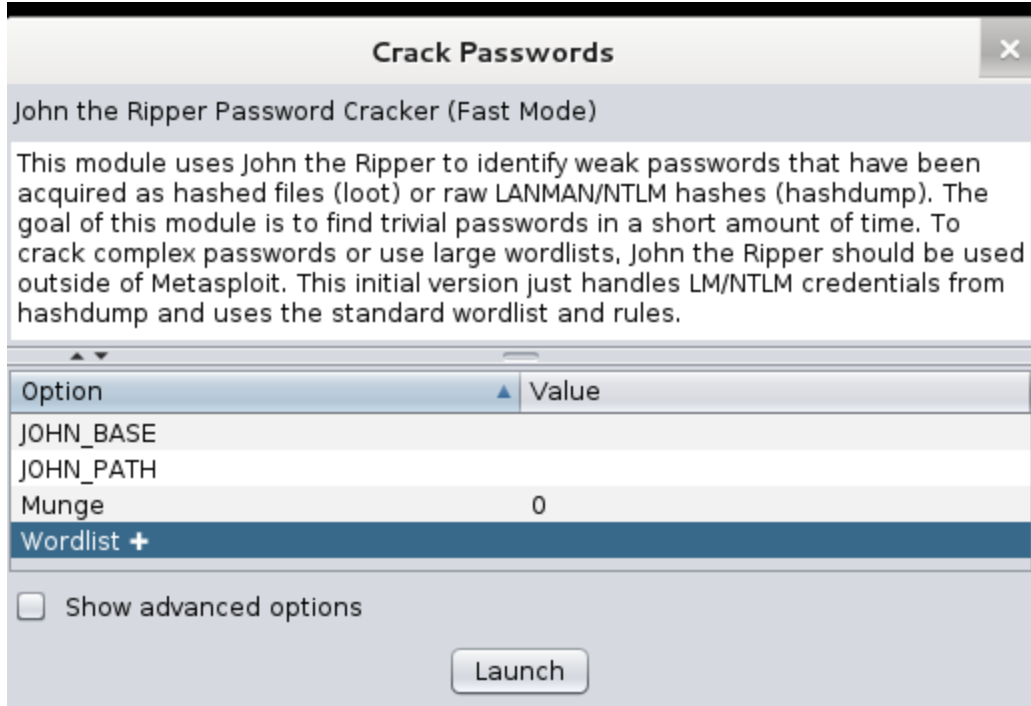 Crack Passwords
John the Ripper Password Cracker (Fast Mode)
This module uses John the Ripper to identify weak passwords that have been
acquired as hashed files (loot) or raw LANMAN/NTLM hashes (hashdump). The
goal of this module is to find trivial passwords in a short amount of time. To
crack complex passwords or use large wordlists, John the Ripper should be used
outside of Metasploit. This initial version just handles LM/NTLM credentials from
hashdump and uses the standard wordlist and rules.
Option Value
JOHN_BASE
JOHN_PATH
Munge 0
Wordlist +
Show advanced options
Launch